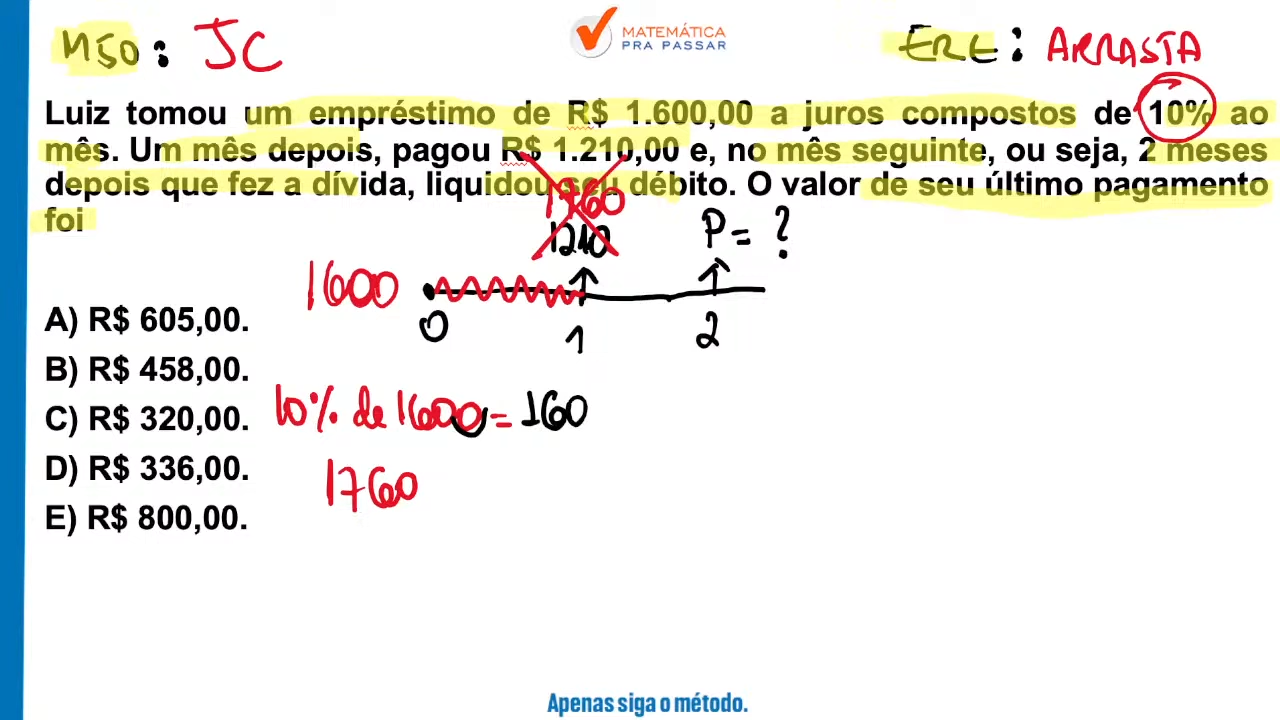 M50: JC
MATEMÁTICA
PRA PASSAR
ERE: ARRASTA
Luiz tomou um empréstimo de R$ 1.600,00 a juros compostos de 10% ao
mês. Um mês depois, pagou R$ 1.210,00 e, no mês seguinte, ou seja, 2 meses
depois que fez a dívida, liquidou seu débito. O valor de seu último pagamento
foi
1760
1210
P = ?
1600
0 1 2
A) R$ 605,00.
B) R$ 458,00.
C) R$ 320,00.
D) R$ 336,00.
E) R$ 800,00.
10% de 1600 = 160
1760
Apenas siga o método.